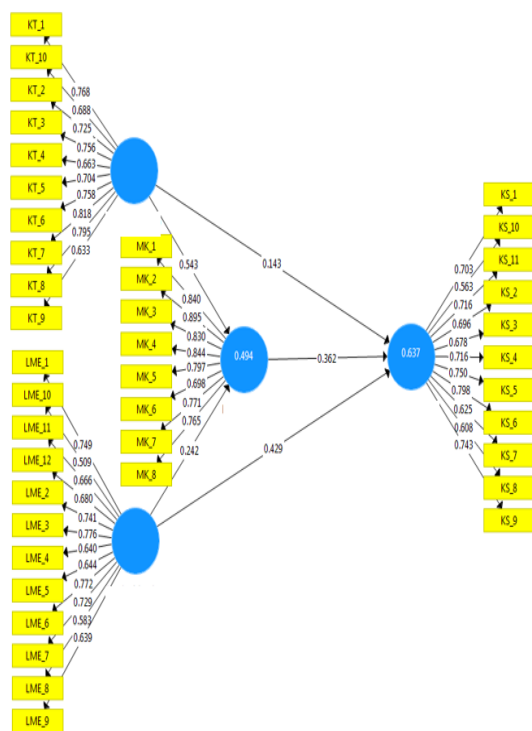 KT_1
KT_10
KT_2
KT_3
KT_4
KT_5
KT_6
KT_7
KT_8
KT_9
0.768
0.688
0.725
0.756
0.663
0.704
0.758
0.818
0.795
0.633
MK_1
MK_2
MK_3
MK_4
MK_5
MK_6
MK_7
MK_8
0.543
0.840
0.895
0.830
0.844
0.797
0.698
0.771
0.765
0.242
0.494
0.143
0.362
0.429
0.637
LME_1
LME_10
LME_11
LME_12
LME_2
LME_3
LME_4
LME_5
LME_6
LME_7
LME_8
LME_9
0.749
0.509
0.666
0.680
0.741
0.776
0.640
0.644
0.772
0.729
0.583
0.639
KS_1
KS_10
KS_11
KS_2
KS_3
KS_4
KS_5
KS_6
KS_7
KS_8
KS_9
0.703
0.563
0.716
0.696
0.678
0.716
0.750
0.798
0.625
0.608
0.743